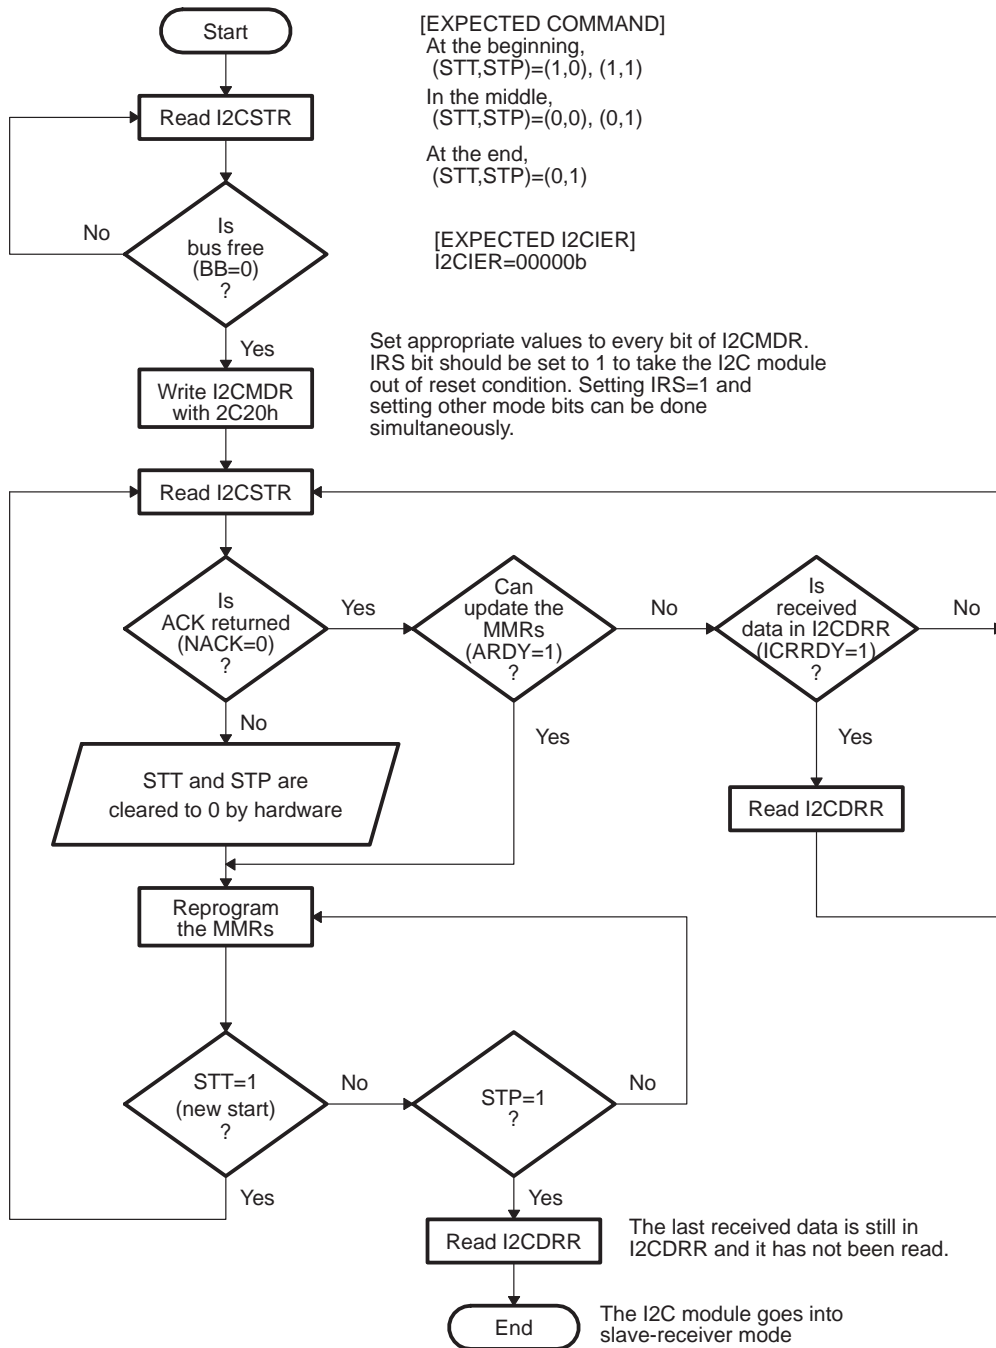 Start
[EXPECTED COMMAND]
At the beginning,
(STT,STP)=(1,0), (1,1)
In the middle,
(STT,STP)=(0,0), (0,1)
At the end,
(STT,STP)=(0,1)
Read I2CSTR
Is
bus free
(BB=0)
?
No
Yes
[EXPECTED I2CIER]
I2CIER=00000b
Set appropriate values to every bit of I2CMDR.
IRS bit should be set to 1 to take the I2C module
out of reset condition. Setting IRS=1 and
setting other mode bits can be done
simultaneously.
Write I2CMDR
with 2C20h
Read I2CSTR
Is
ACK returned
(NACK=0)
?
Yes
No
Can
update the
MMRs
(ARDY=1)
?
No
Yes
Is
received
data in I2CDRR
(ICRRDY=1)
?
No
Yes
STT and STP are
cleared to 0 by hardware
Read I2CDRR
Reprogram
the MMRs
STT=1
(new start)
?
No
Yes
STP=1
?
No
Yes
Read I2CDRR
The last received data is still in
I2CDRR and it has not been read.
End
The I2C module goes into
slave-receiver mode